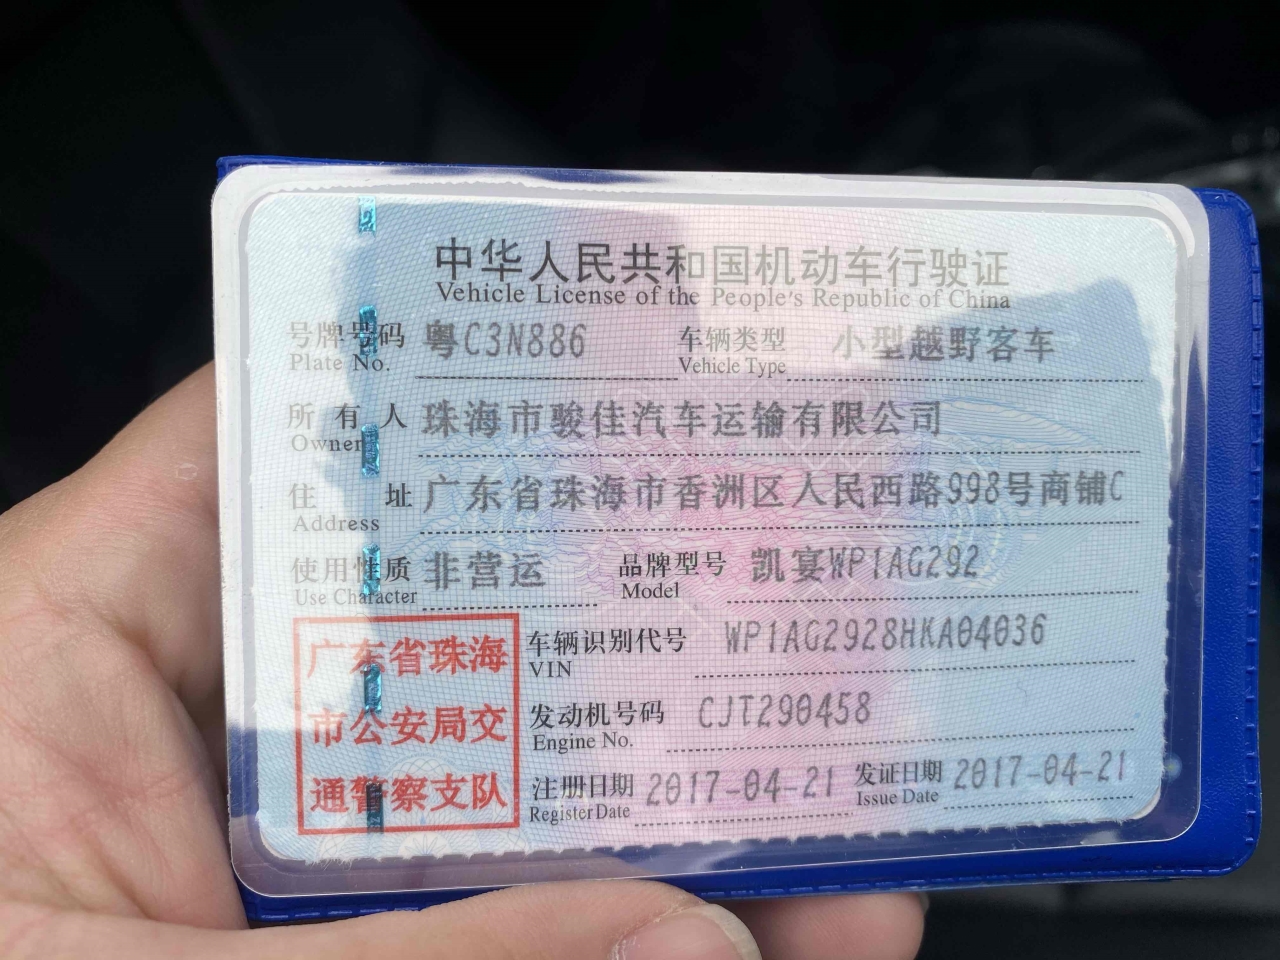 中华人民共和国机动车行驶证
Vehicle License of the People's Republic of China
号牌号码 粤C3N886 车辆类型 小型越野客车
Plate No. Vehicle Type
所有人 珠海市骏佳汽车运输有限公司
Owner
住址 广东省珠海市香洲区人民西路998号商铺C
Address
使用性质 非营运 品牌型号 凯宴WP1AG292
Use Character Model
广东省珠海
市公安局交
通警察支队
车辆识别代号 WP1AG2928HKA04036
VIN
发动机号码 CJT290458
Engine No.
注册日期 2017-04-21 发证日期 2017-04-21
Register Date Issue Date